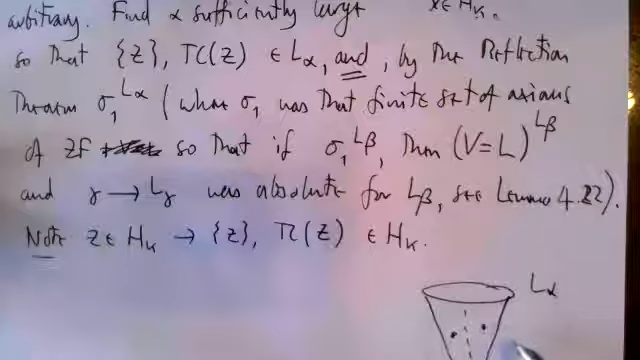 arbitrary. Find α sufficiently large x ∈ H_κ.
so that {z}, TC(z) ∈ L_α, and, by the Reflection
Theorem σ_1^{L_α} (where σ_1 was that finite set of axioms
of ZF so that if σ_1^{L_β}, then (V=L)^{L_β}
and γ → L_γ was absolute for L_β, see Lemma 4.22).
Note z ∈ H_κ → {z}, TC(z) ∈ H_κ.
L_α